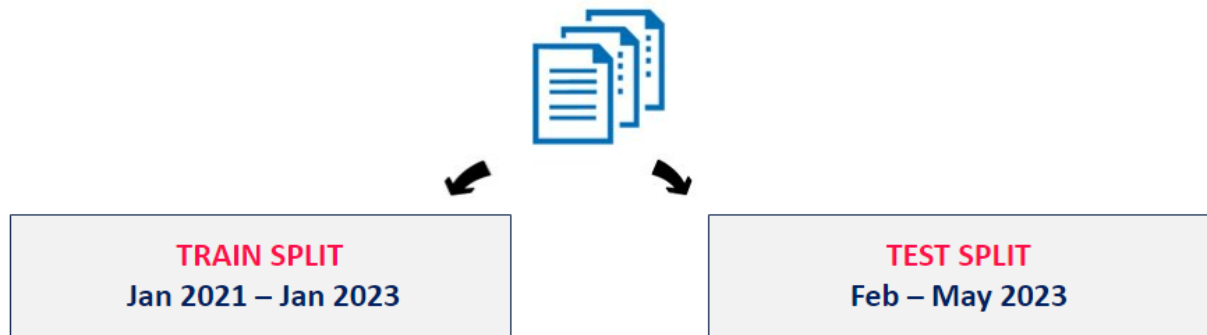 TRAIN SPLIT
Jan 2021 – Jan 2023
TEST SPLIT
Feb – May 2023